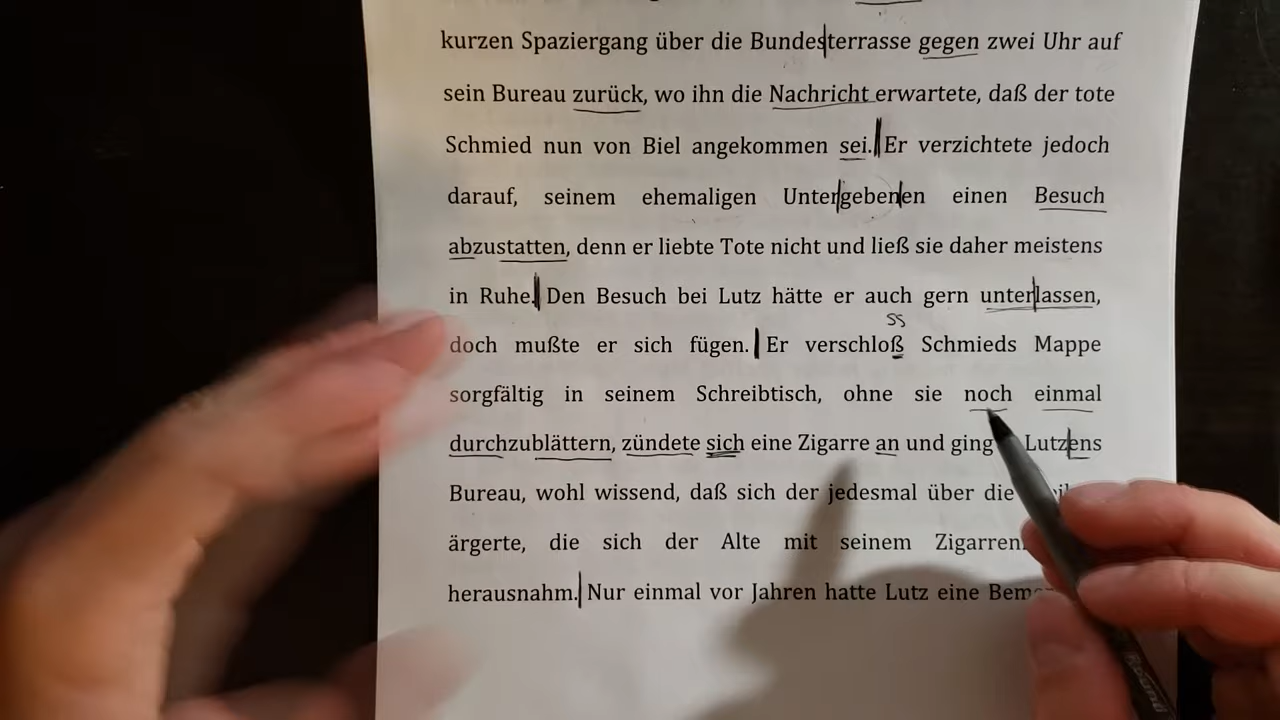 kurzen Spaziergang über die Bundesterrasse gegen zwei Uhr auf
sein Bureau zurück, wo ihn die Nachricht erwartete, daß der tote
Schmied nun von Biel angekommen sei. Er verzichtete jedoch
darauf, seinem ehemaligen Untergebenen einen Besuch
abzustatten, denn er liebte Tote nicht und ließ sie daher meistens
in Ruhe. Den Besuch bei Lutz hätte er auch gern unterlassen,
ss
doch mußte er sich fügen. Er verschloß Schmieds Mappe
sorgfältig in seinem Schreibtisch, ohne sie noch einmal
durchzublättern, zündete sich eine Zigarre an und ging Lutzens
Bureau, wohl wissend, daß sich der jedesmal über die
ärgerte, die sich der Alte mit seinem
herausnahm. Nur einmal vor Jahren hatte Lutz eine